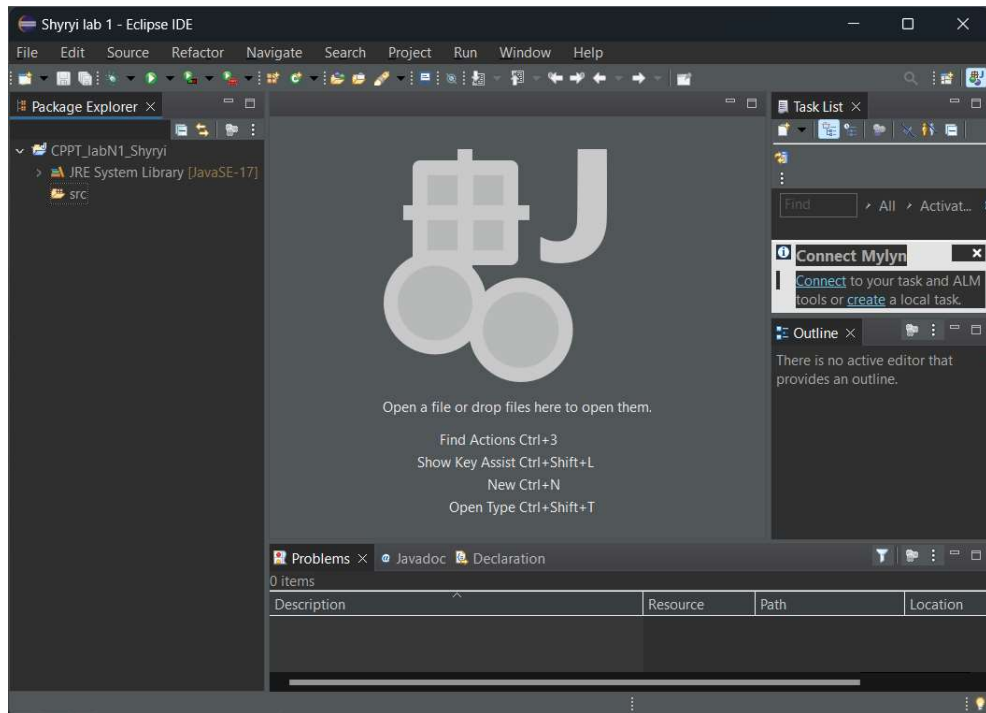 Shyryi lab 1 - Eclipse IDE
File Edit Source Refactor Navigate Search Project Run Window Help
Package Explorer
CPPT_labN1_Shyryi
JRE System Library [JavaSE-17]
src
J
Open a file or drop files here to open them.
Find Actions Ctrl+3
Show Key Assist Ctrl+Shift+L
New Ctrl+N
Open Type Ctrl+Shift+T
Task List
Find All Activat...
Connect Mylyn
Connect to your task and ALM
tools or create a local task.
Outline
There is no active editor that
provides an outline.
Problems Javadoc Declaration
0 items
Description Resource Path Location